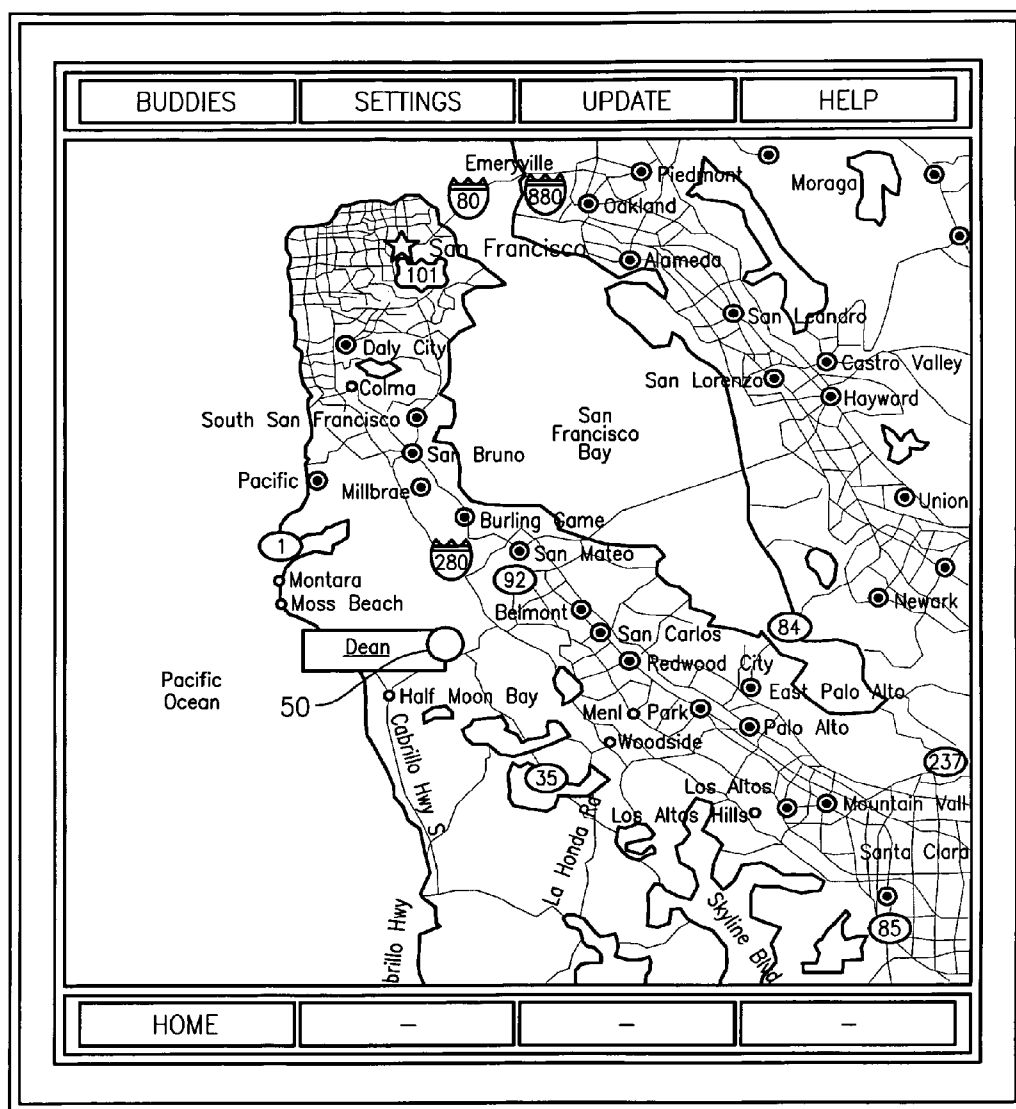 BUDDIES
SETTINGS
UPDATE
HELP
Emeryville
Piedmont
Moraga
80
880
Oakland
San Francisco
101
Alameda
San Leandro
Daly City
Castro Valley
Colma
San Lorenzo
Hayward
South San Francisco
San
Francisco
Bay
San Bruno
Pacific
Millbrae
Union
Burling Game
1
280
San Mateo
92
Montara
Moss Beach
Belmont
Newark
84
San Carlos
Dean
Redwood City
Pacific
Ocean
50
Half Moon Bay
East Palo Alto
Menl Park
Palo Alto
Woodside
Cabrillo Hwy S
35
237
Los Altos
Los Altos Hills
Mountain Vall
La Honda Rd
Santa Clara
Skyline Blvd
85
brillo Hwy
HOME
–
–
–